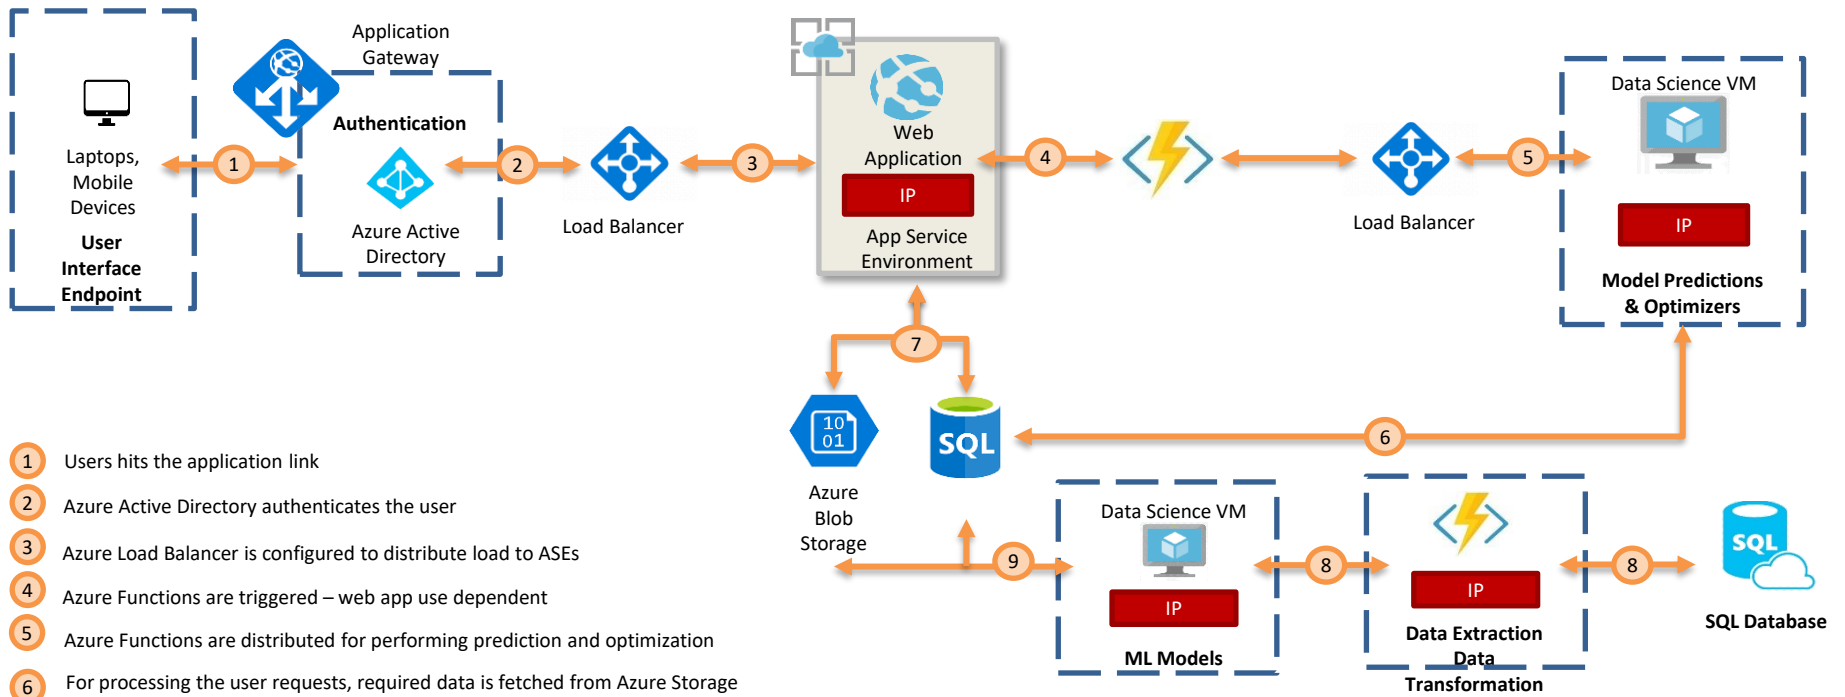 Application
Gateway
Authentication
Laptops,
Mobile
Devices
User
Interface
Endpoint
1
Azure Active
Directory
2
Load Balancer
3
Web
Application
IP
App Service
Environment
4
Load Balancer
5
Data Science VM
IP
Model Predictions
& Optimizers
7
10
01
Azure
Blob
Storage
SQL
6
9
Data Science VM
IP
ML Models
8
IP
Data Extraction
Data
Transformation
8
SQL
SQL Database
1 Users hits the application link
2 Azure Active Directory authenticates the user
3 Azure Load Balancer is configured to distribute load to ASEs
4 Azure Functions are triggered – web app use dependent
5 Azure Functions are distributed for performing prediction and optimization
6 For processing the user requests, required data is fetched from Azure Storage